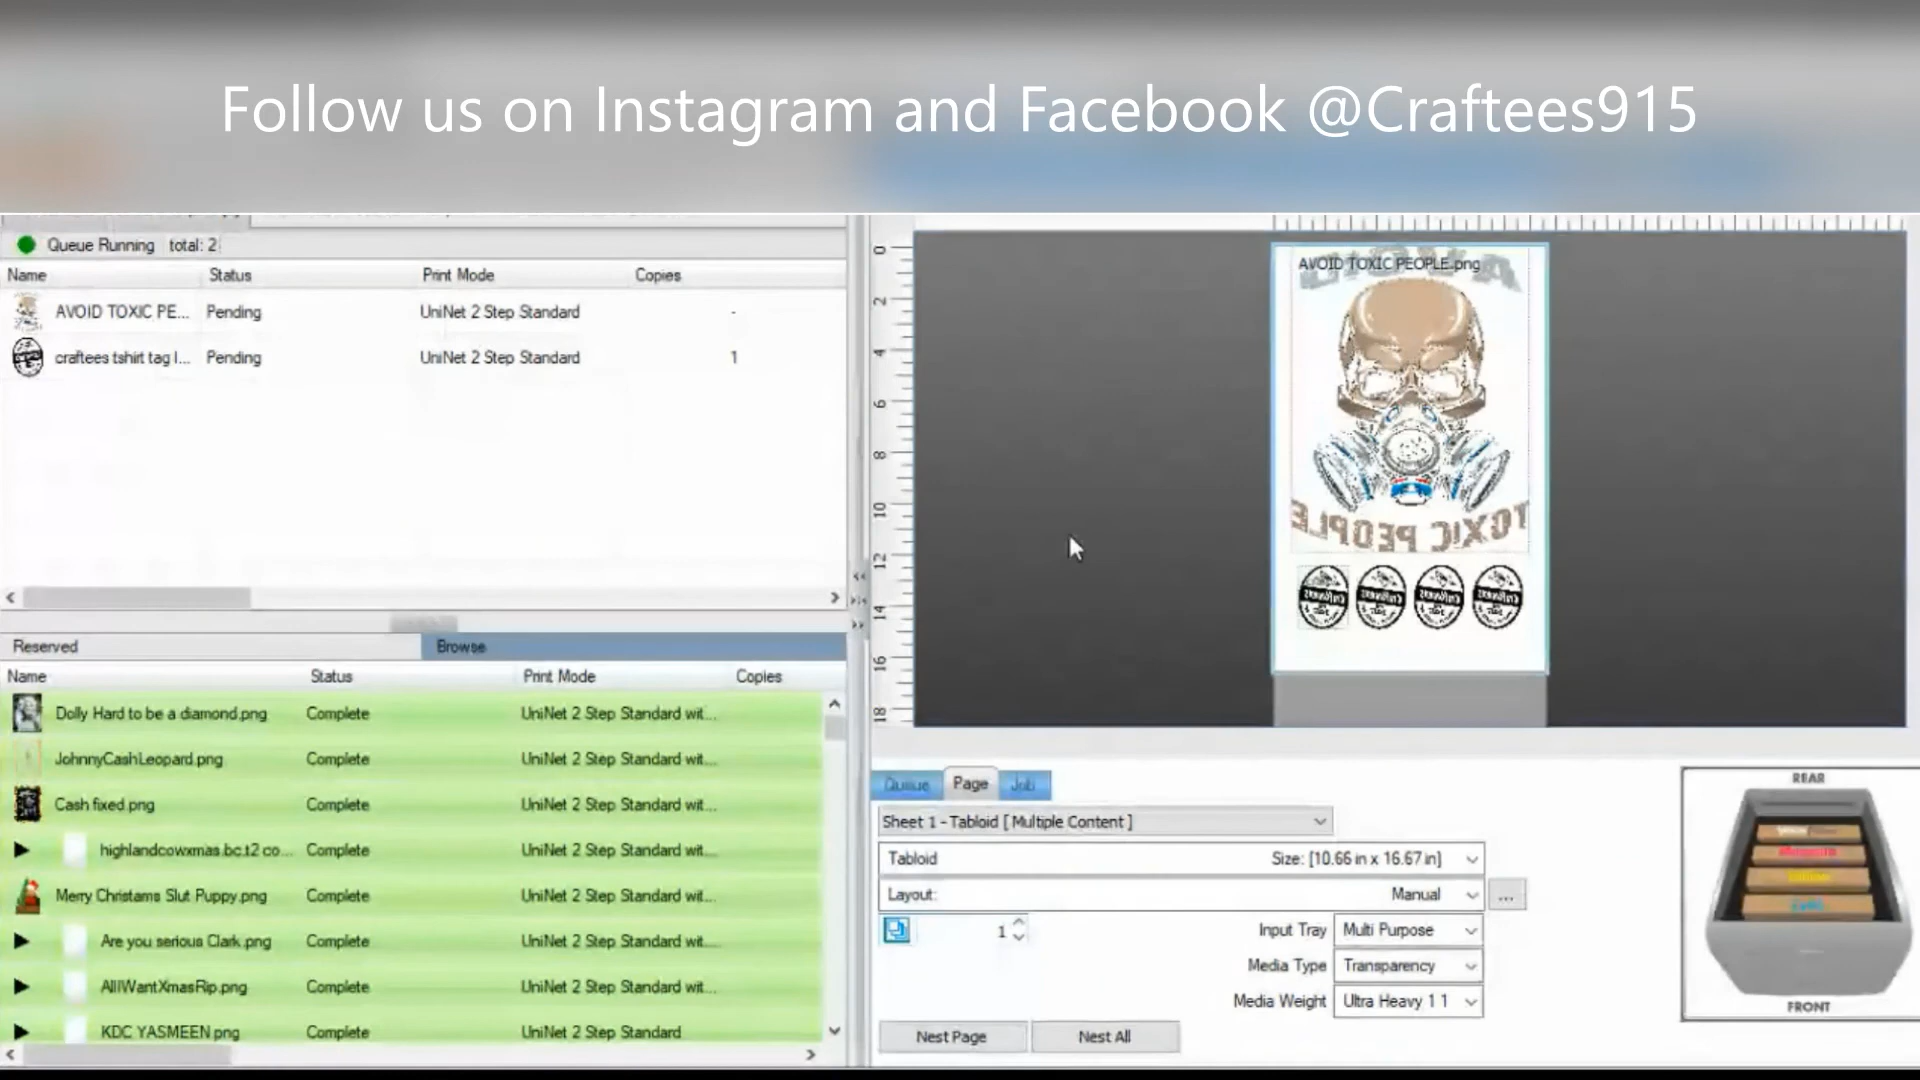 Follow us on Instagram and Facebook @Craftees915
Queue Running total: 2
Name Status Print Mode Copies
AVOID TOXIC PE... Pending UniNet 2 Step Standard -
craftees tshirt tag l... Pending UniNet 2 Step Standard 1
Reserved Browse
Name Status Print Mode Copies
Dolly Hard to be a diamond.png Complete UniNet 2 Step Standard wit...
JohnnyCashLeopard.png Complete UniNet 2 Step Standard wit...
Cash fixed.png Complete UniNet 2 Step Standard wit...
highlandcowxmas.bc.t2 co... Complete UniNet 2 Step Standard wit...
Merry Christams Slut Puppy.png Complete UniNet 2 Step Standard wit...
Are you serious Clark.png Complete UniNet 2 Step Standard wit...
AllIWantXmasRip.png Complete UniNet 2 Step Standard wit...
KDC YASMEEN.png Complete UniNet 2 Step Standard
0
2
4
6
8
10
12
14
16
18
AVOID TOXIC PEOPLE.png
TOXIC PEOPLE
Queue Page Job
Sheet 1 - Tabloid [ Multiple Content ]
Tabloid Size: [10.66 in x 16.67 in]
Layout: Manual ...
1 Input Tray Multi Purpose
Media Type Transparency
Media Weight Ultra Heavy 1 1
Nest Page Nest All
REAR
Magenta
Yellow
FRONT